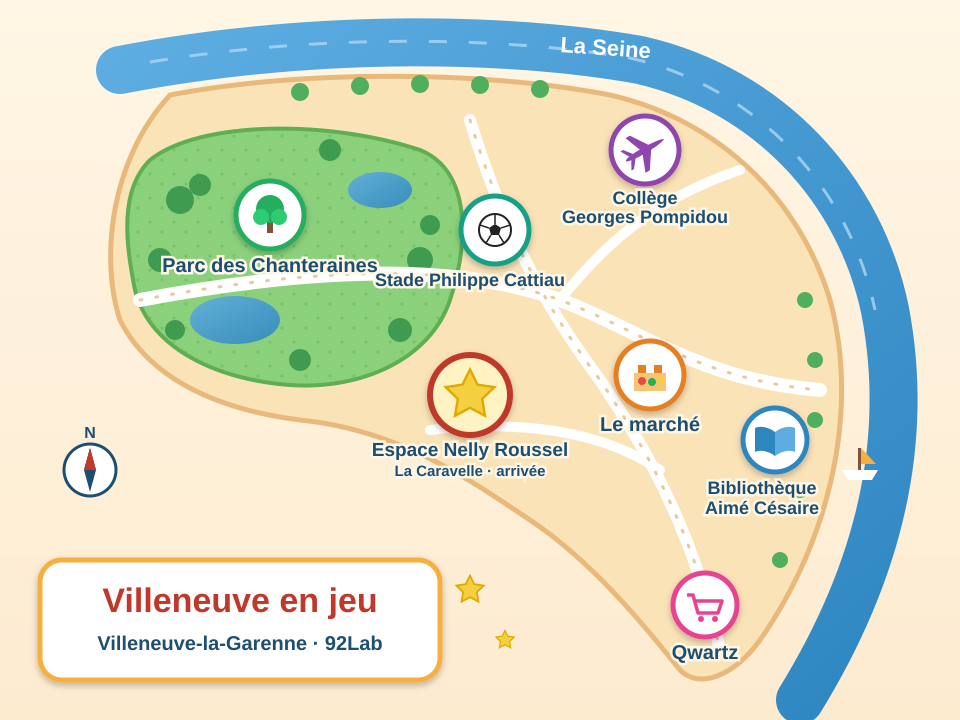 La Seine
Collège
Georges Pompidou
Parc des Chanteraines
Stade Philippe Cattiau
Le marché
N
Espace Nelly Roussel
La Caravelle · arrivée
Bibliothèque
Aimé Césaire
Villeneuve en jeu
Villeneuve-la-Garenne · 92Lab
Qwartz